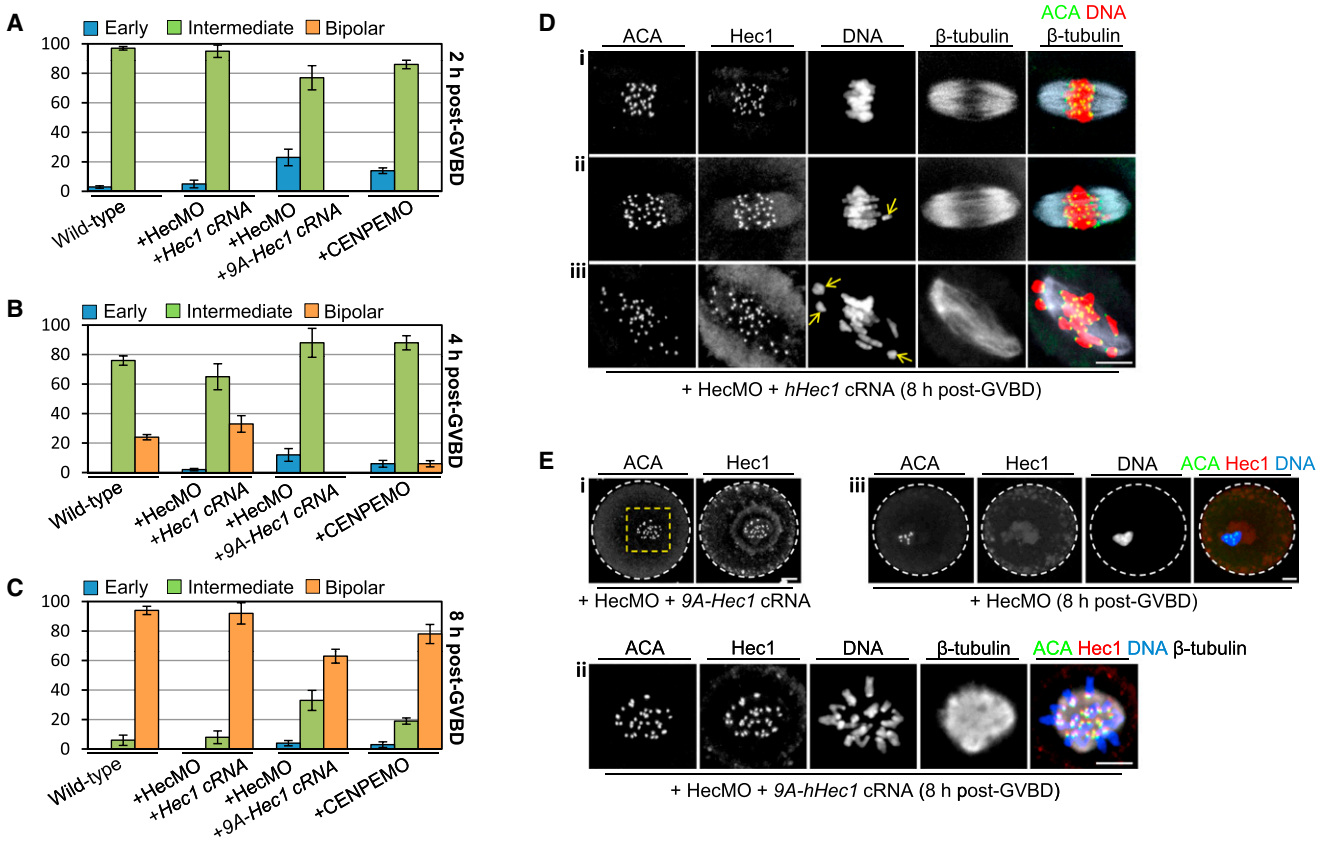 A
Early Intermediate Bipolar
100
80
60
40
20
0
2 h post-GVBD
Wild-type
+HecMO
+Hec1 cRNA
+HecMO
+9A-Hec1 cRNA
+CENPEMO
B
Early Intermediate Bipolar
100
80
60
40
20
0
4 h post-GVBD
Wild-type
+HecMO
+Hec1 cRNA
+HecMO
+9A-Hec1 cRNA
+CENPEMO
C
Early Intermediate Bipolar
100
80
60
40
20
0
8 h post-GVBD
Wild-type
+HecMO
+Hec1 cRNA
+HecMO
+9A-Hec1 cRNA
+CENPEMO
D
ACA DNA
ACA Hec1 DNA β-tubulin β-tubulin
i
ii
iii
+ HecMO + hHec1 cRNA (8 h post-GVBD)
E
ACA Hec1
i
+ HecMO + 9A-Hec1 cRNA
ACA Hec1 DNA ACA Hec1 DNA
iii
+ HecMO (8 h post-GVBD)
ACA Hec1 DNA β-tubulin ACA Hec1 DNA β-tubulin
ii
+ HecMO + 9A-hHec1 cRNA (8 h post-GVBD)